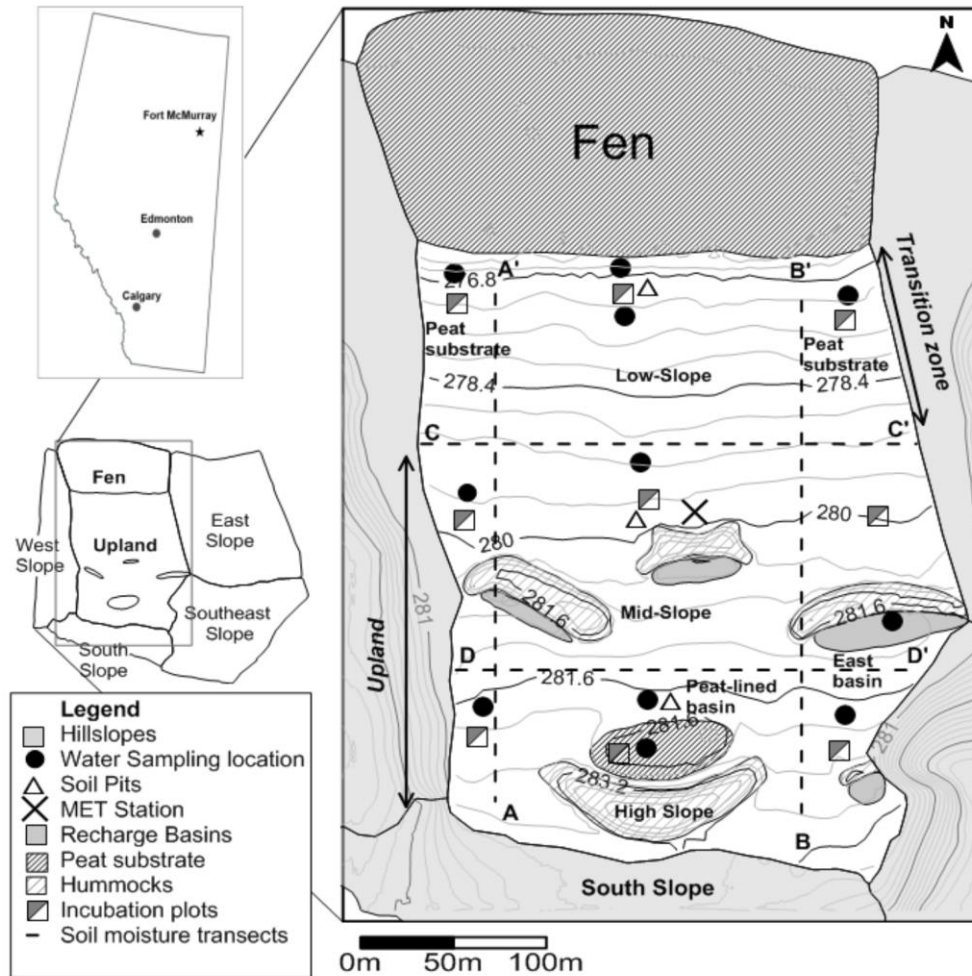 Fort McMurray
Edmonton
Calgary
Fen
West
Slope
Upland
East
Slope
Southeast
Slope
South
Slope
Legend
Hillslopes
Water Sampling location
Soil Pits
MET Station
Recharge Basins
Peat substrate
Hummocks
Incubation plots
Soil moisture transects
N
Fen
A'
B'
276.8
Transition zone
Peat
substrate
Peat
substrate
Low-Slope
278.4
278.4
C
C'
280
280
281
281.6
Mid-Slope
281.6
Upland
D
D'
East
basin
281.6
Peat-lined
basin
281.6
281
283.2
High Slope
A
B
South Slope
0m 50m 100m